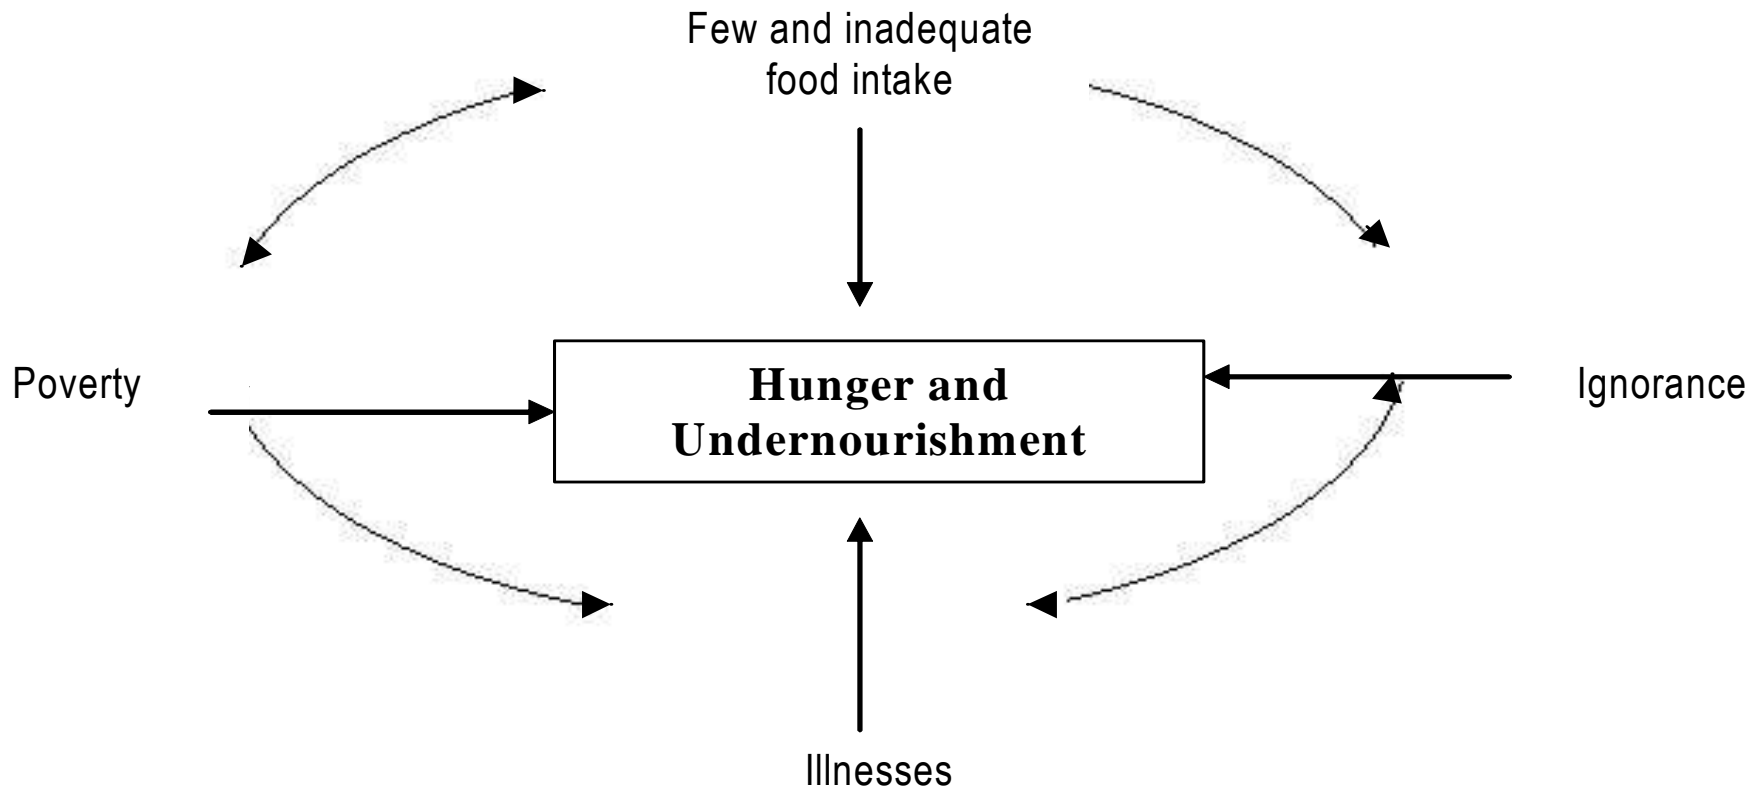 Few and inadequate
food intake
Poverty
Hunger and
Undernourishment
Ignorance
Illnesses